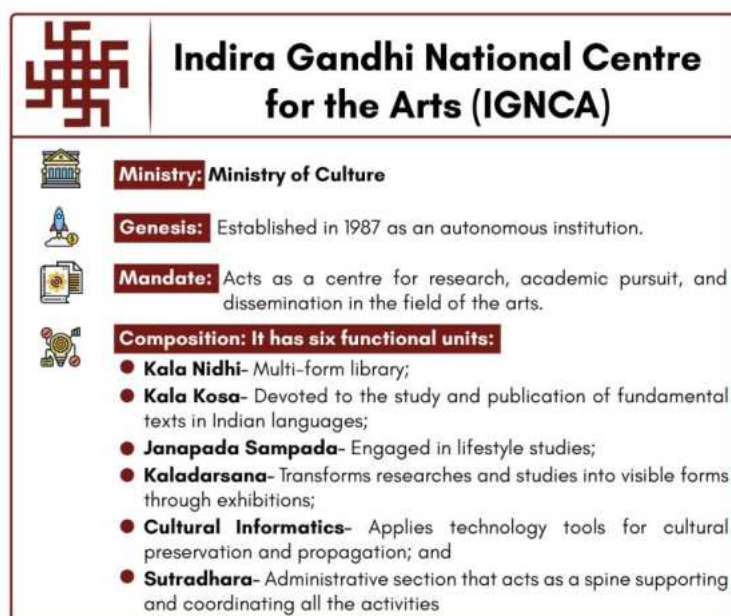 Indira Gandhi National Centre
for the Arts (IGNCA)
Ministry: Ministry of Culture
Genesis: Established in 1987 as an autonomous institution.
Mandate: Acts as a centre for research, academic pursuit, and
dissemination in the field of the arts.
Composition: It has six functional units:
Kala Nidhi- Multi-form library;
Kala Kosa- Devoted to the study and publication of fundamental
texts in Indian languages;
Janapada Sampada- Engaged in lifestyle studies;
Kaladarsana- Transforms researches and studies into visible forms
through exhibitions;
Cultural Informatics- Applies technology tools for cultural
preservation and propagation; and
Sutradhara- Administrative section that acts as a spine supporting
and coordinating all the activities